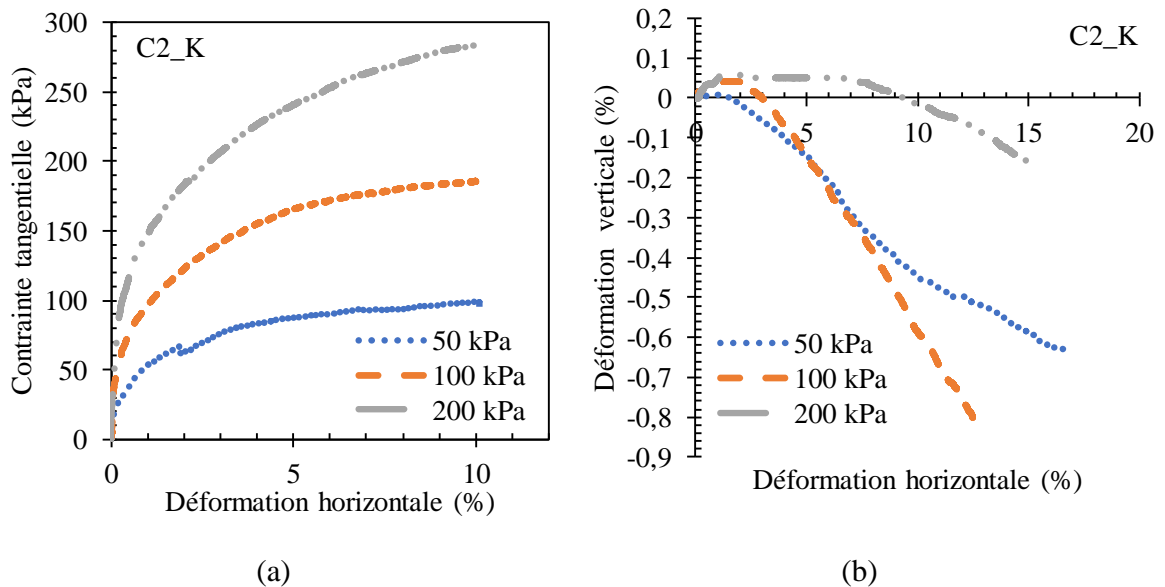 C2_K
Contrainte tangentielle (kPa)
300
250
200
150
100
50
0
0
5
10
50 kPa
100 kPa
200 kPa
Déformation horizontale (%)
(a)
C2_K
Déformation verticale (%)
0,2
0,1
0
-0,1
-0,2
-0,3
-0,4
-0,5
-0,6
-0,7
-0,8
-0,9
0
5
10
15
20
50 kPa
100 kPa
200 kPa
Déformation horizontale (%)
(b)